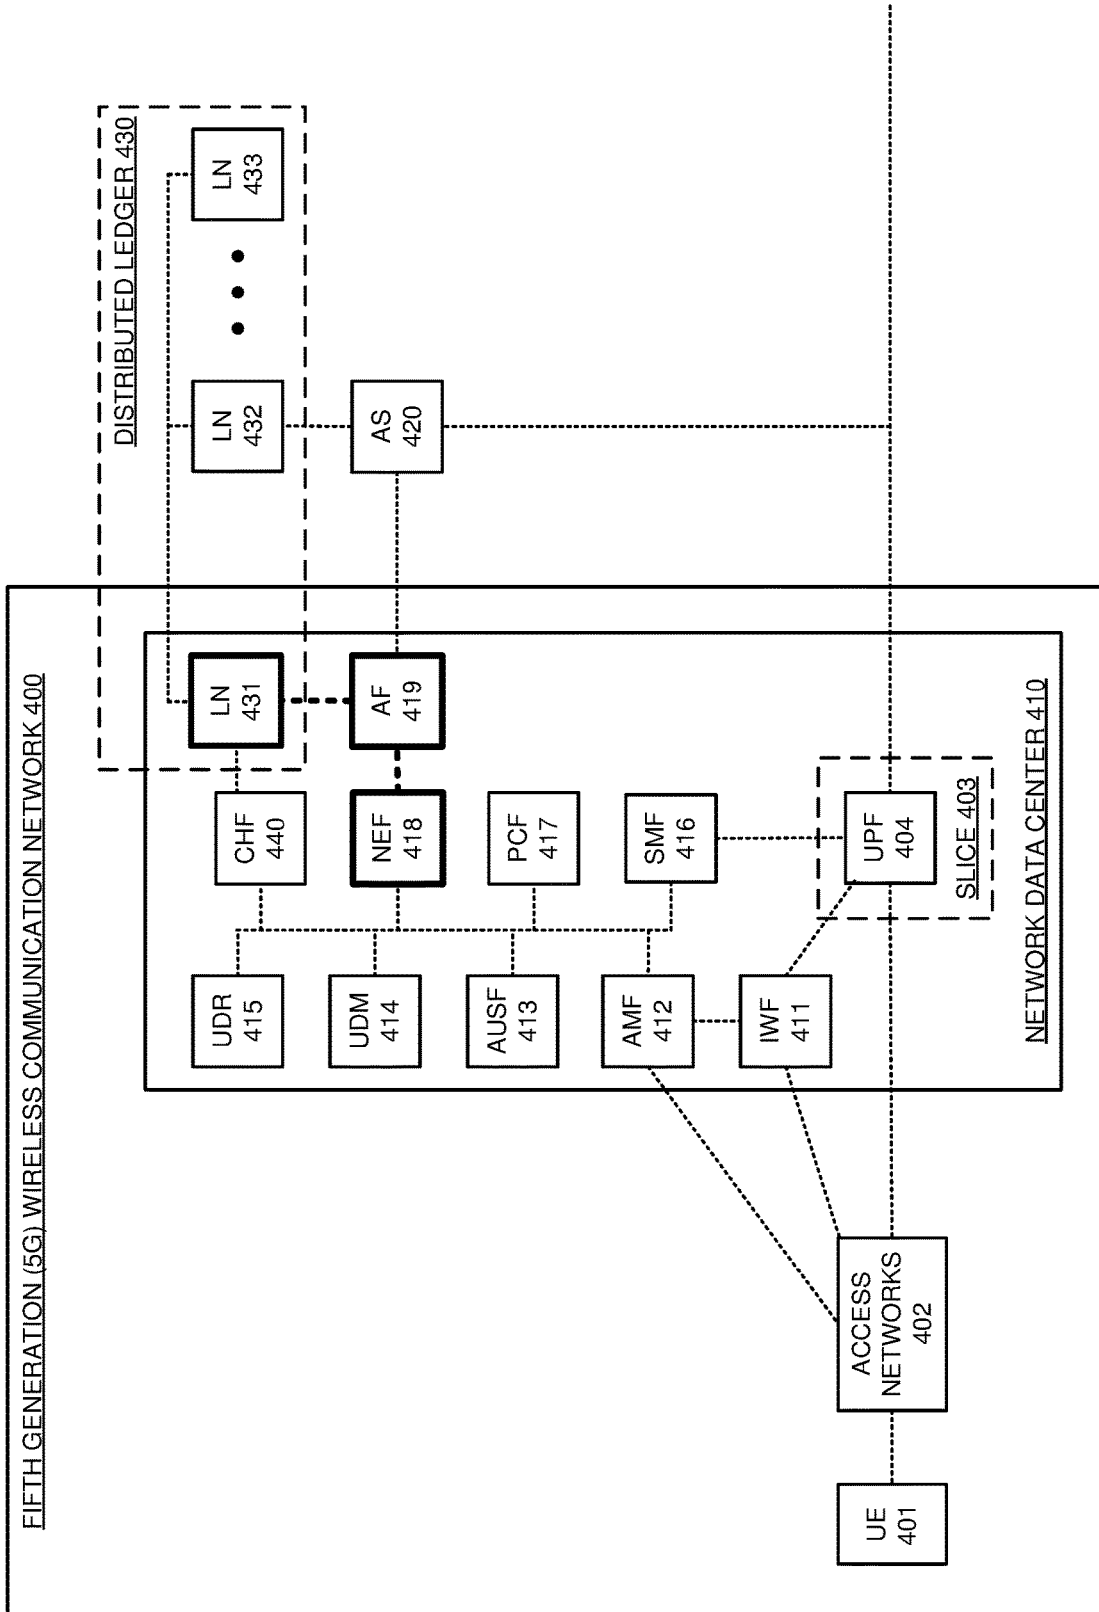 FIFTH GENERATION (5G) WIRELESS COMMUNICATION NETWORK 400
DISTRIBUTED LEDGER 430
UDR
415
CHF
440
LN
431
LN
432
LN
433
UDM
414
NEF
418
AF
419
AS
420
AUSF
413
PCF
417
AMF
412
SMF
416
IWF
411
UE
401
ACCESS
NETWORKS
402
UPF
404
SLICE 403
NETWORK DATA CENTER 410